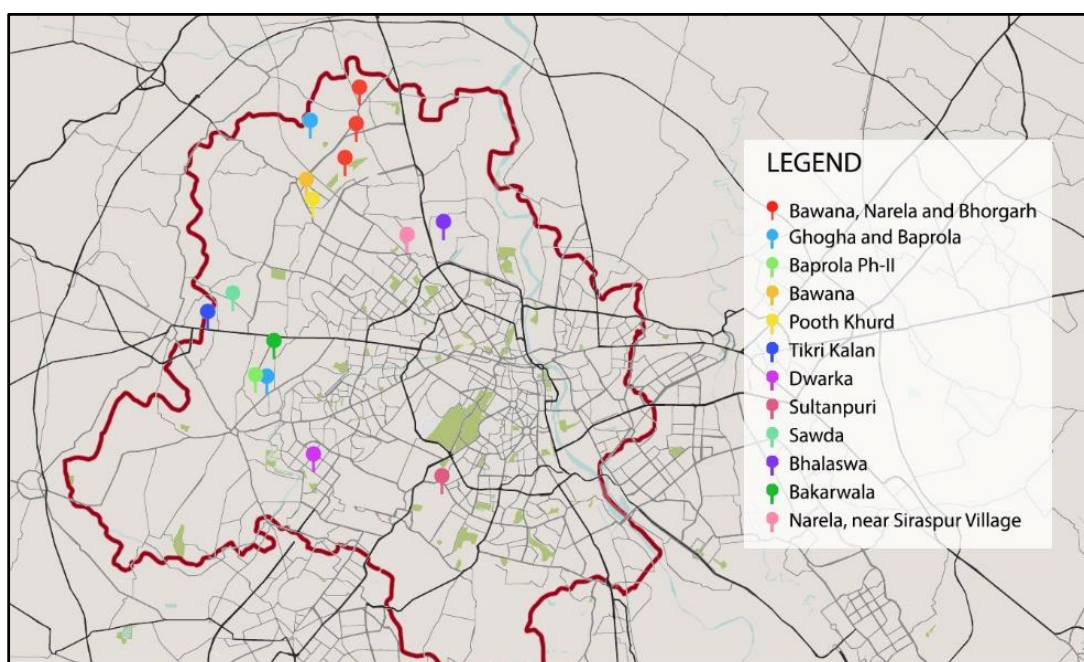 LEGEND
Bawana, Narela and Bhorgarh
Ghogha and Baprola
Baprola Ph-II
Bawana
Pooth Khurd
Tikri Kalan
Dwarka
Sultanpuri
Sawda
Bhalaswa
Bakarwala
Narela, near Siraspur Village